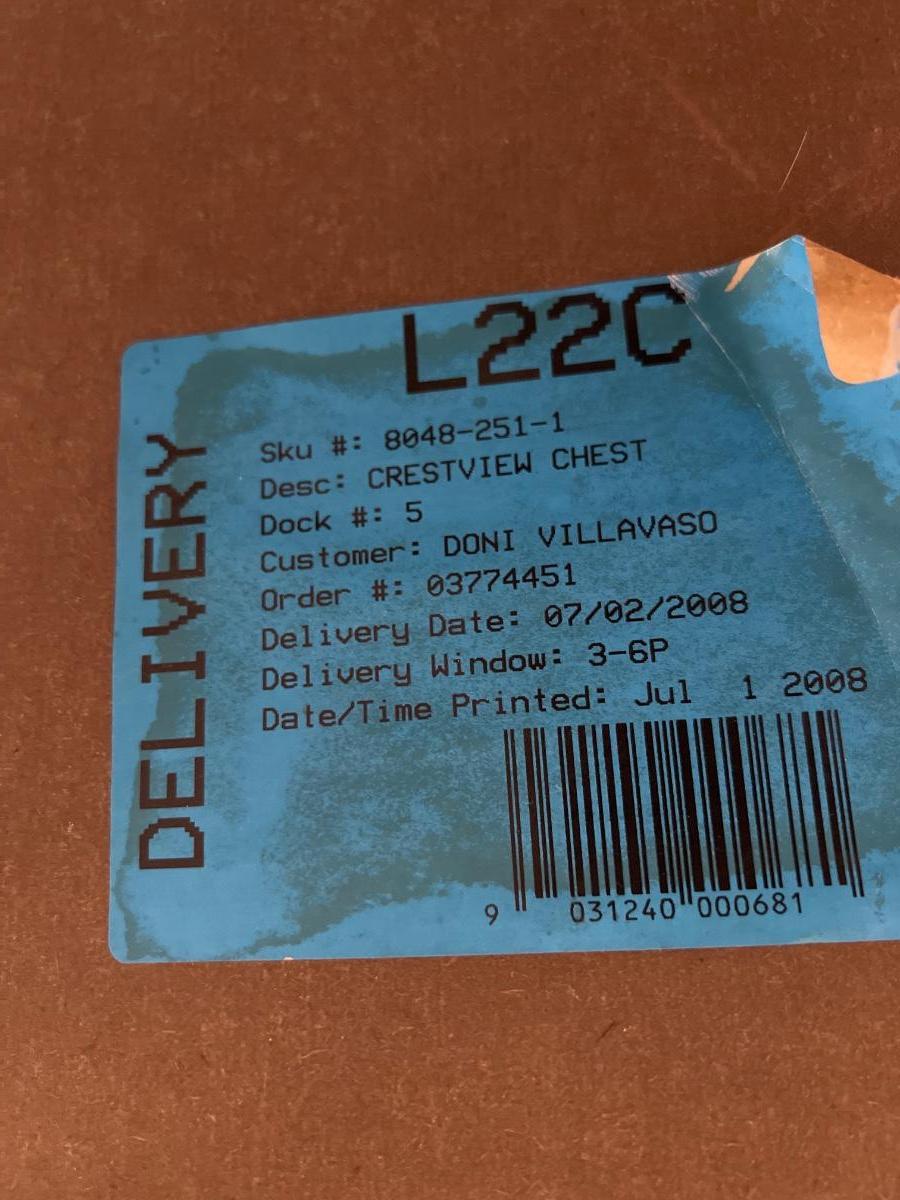 L22C
DELIVERY
Sku #: 8048-251-1
Desc: CRESTVIEW CHEST
Dock #: 5
Customer: DONI VILLAVASO
Order #: 03774451
Delivery Date: 07/02/2008
Delivery Window: 3-6P
Date/Time Printed: Jul 1 2008
9 031240 000681